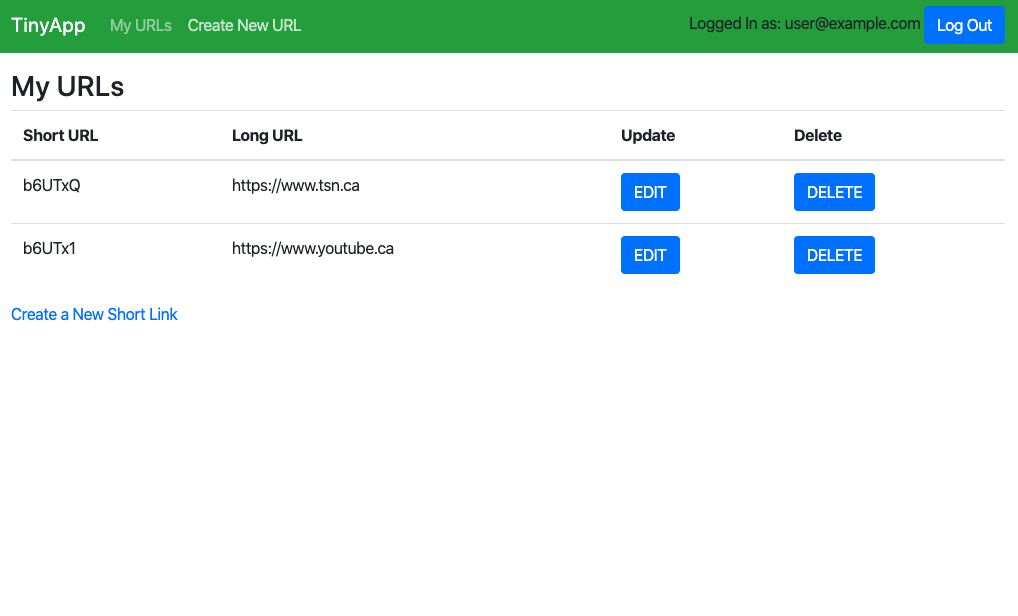 TinyApp My URLs Create New URL Logged In as: user@example.com Log Out
My URLs
Short URL Long URL Update Delete
b6UTxQ https://www.tsn.ca EDIT DELETE
b6UTx1 https://www.youtube.ca EDIT DELETE
Create a New Short Link